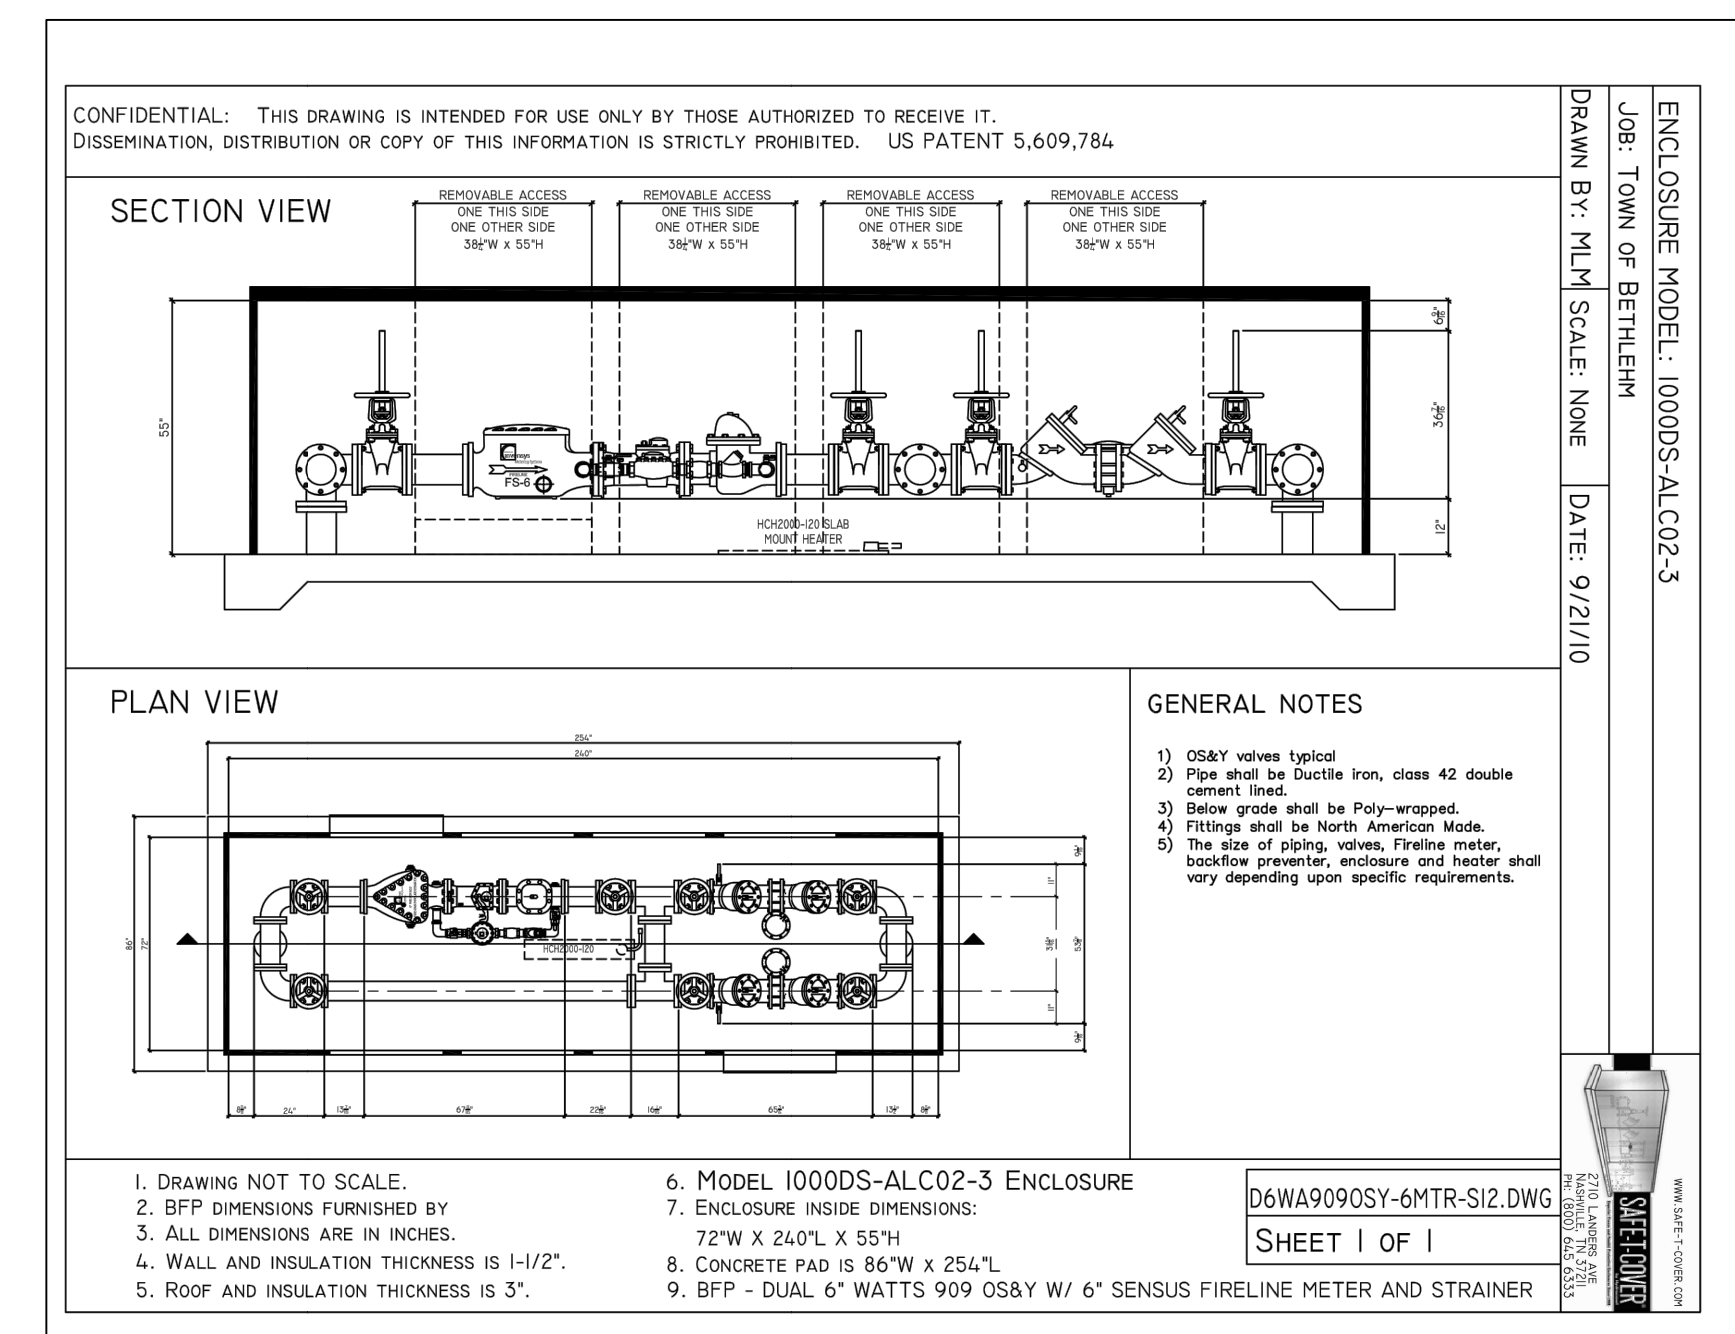 CONFIDENTIAL: THIS DRAWING IS INTENDED FOR USE ONLY BY THOSE AUTHORIZED TO RECEIVE IT.
DISSEMINATION, DISTRIBUTION OR COPY OF THIS INFORMATION IS STRICTLY PROHIBITED. US PATENT 5,609,784
SECTION VIEW
REMOVABLE ACCESS
ONE THIS SIDE
ONE OTHER SIDE
38¼"W x 55"H
REMOVABLE ACCESS
ONE THIS SIDE
ONE OTHER SIDE
38¼"W x 55"H
REMOVABLE ACCESS
ONE THIS SIDE
ONE OTHER SIDE
38¼"W x 55"H
REMOVABLE ACCESS
ONE THIS SIDE
ONE OTHER SIDE
38¼"W x 55"H
55"
12"
FS-6
HCH2000-120 SLAB
MOUNT HEATER
PLAN VIEW
254"
240"
86"
72"
11"
11"
HCH2000-120
24"
GENERAL NOTES
1) OS&Y valves typical
2) Pipe shall be Ductile iron, class 42 double
cement lined.
3) Below grade shall be Poly-wrapped.
4) Fittings shall be North American Made.
5) The size of piping, valves, Fireline meter,
backflow preventer, enclosure and heater shall
vary depending upon specific requirements.
1. DRAWING NOT TO SCALE.
2. BFP DIMENSIONS FURNISHED BY
3. ALL DIMENSIONS ARE IN INCHES.
4. WALL AND INSULATION THICKNESS IS 1-1/2".
5. ROOF AND INSULATION THICKNESS IS 3".
6. MODEL 1000DS-ALC02-3 ENCLOSURE
7. ENCLOSURE INSIDE DIMENSIONS:
72"W X 240"L X 55"H
8. CONCRETE PAD IS 86"W X 254"L
9. BFP - DUAL 6" WATTS 909 OS&Y W/ 6" SENSUS FIRELINE METER AND STRAINER
D6WA909OSY-6MTR-S12.DWG
SHEET 1 OF 1
ENCLOSURE MODEL: 1000DS-ALC02-3
JOB: TOWN OF BETHLEHM
DRAWN BY: MLM
SCALE: NONE
DATE: 9/21/10
WWW.SAFE-T-COVER.COM
SAFE-T-COVER
2710 LANDERS AVE
NASHVILLE, TN 37211
PH: (800) 645 6333